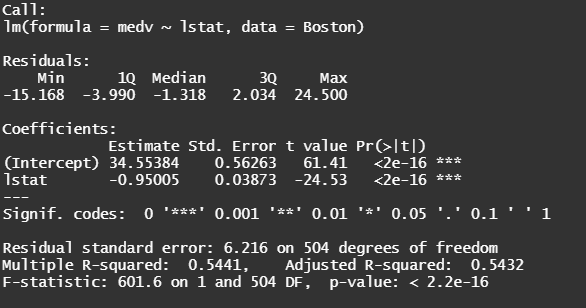 Call:
lm(formula = medv ~ lstat, data = Boston)
Residuals:
    Min      1Q  Median      3Q     Max
-15.168  -3.990  -1.318   2.034  24.500
Coefficients:
            Estimate Std. Error t value Pr(>|t|)
(Intercept) 34.55384    0.56263   61.41   <2e-16 ***
lstat       -0.95005    0.03873  -24.53   <2e-16 ***
---
Signif. codes:  0 '***' 0.001 '**' 0.01 '*' 0.05 '.' 0.1 ' ' 1
Residual standard error: 6.216 on 504 degrees of freedom
Multiple R-squared:  0.5441,	Adjusted R-squared:  0.5432
F-statistic: 601.6 on 1 and 504 DF,  p-value: < 2.2e-16